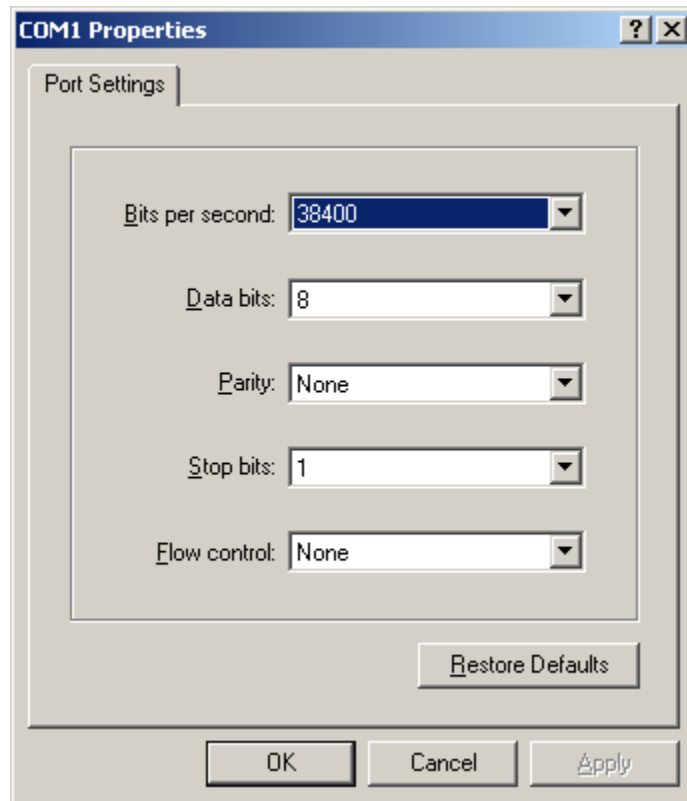 COM1 Properties
Port Settings
Bits per second: 38400
Data bits: 8
Parity: None
Stop bits: 1
Flow control: None
Restore Defaults
OK Cancel Apply